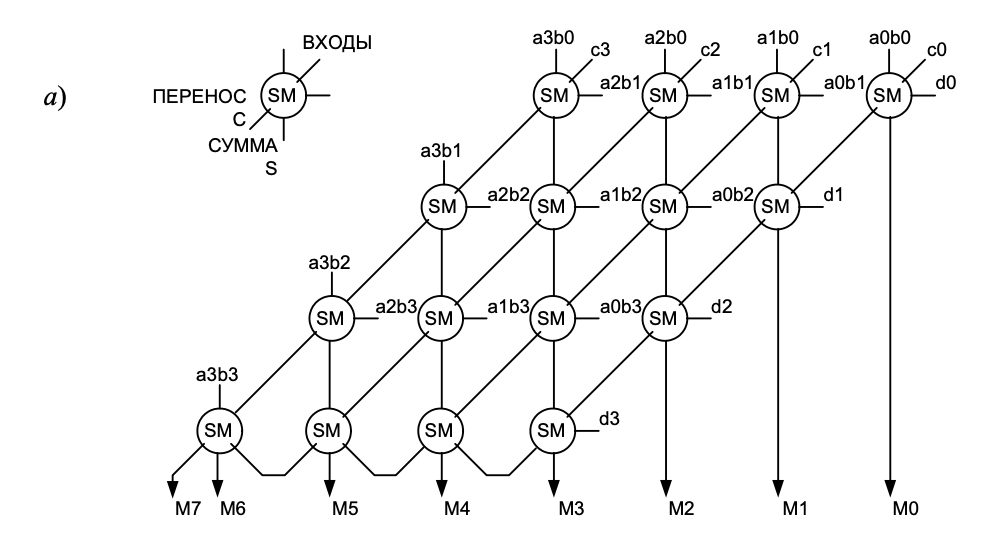 а)
ВХОДЫ
ПЕРЕНОС
C
SM
СУММА
S
a3b0 c3 a2b0 c2 a1b0 c1 a0b0 c0
SM a2b1 SM a1b1 SM a0b1 SM d0
a3b1
SM a2b2 SM a1b2 SM a0b2 SM d1
a3b2
SM a2b3 SM a1b3 SM a0b3 SM d2
a3b3
SM SM SM SM d3
M7 M6 M5 M4 M3 M2 M1 M0